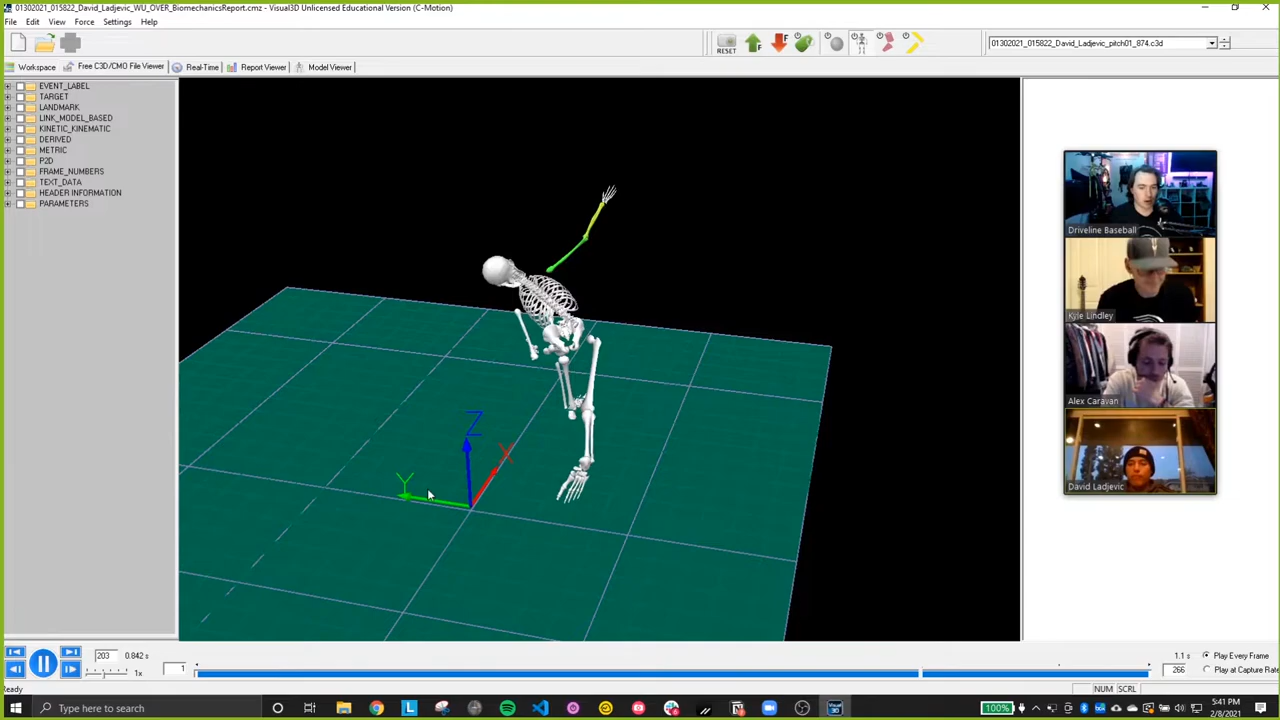 01302021_015822_David_Ladjevic_WU_OVER_BiomechanicsReport.cmz - Visual3D Unlicensed Educational Version (C-Motion)
File Edit View Force Settings Help
RESET F F 01302021_015822_David_Ladjevic_pitch01_874.c3d
Workspace Free C3D/CMO File Viewer Real-Time Report Viewer Model Viewer
EVENT_LABEL
TARGET
LANDMARK
LINK_MODEL_BASED
KINETIC_KINEMATIC
DERIVED
METRIC
P2D
FRAME_NUMBERS
TEXT_DATA
HEADER INFORMATION
PARAMETERS
Z
X
Y
Driveline Baseball
Kyle Lindley
Alex Caravan
David Ladjevic
203 0.842 s 1 1.1 s Play Every Frame
1x 266 Play at Capture Rate
Ready NUM SCRL
Type here to search 100% 5:41 PM
2/8/2021